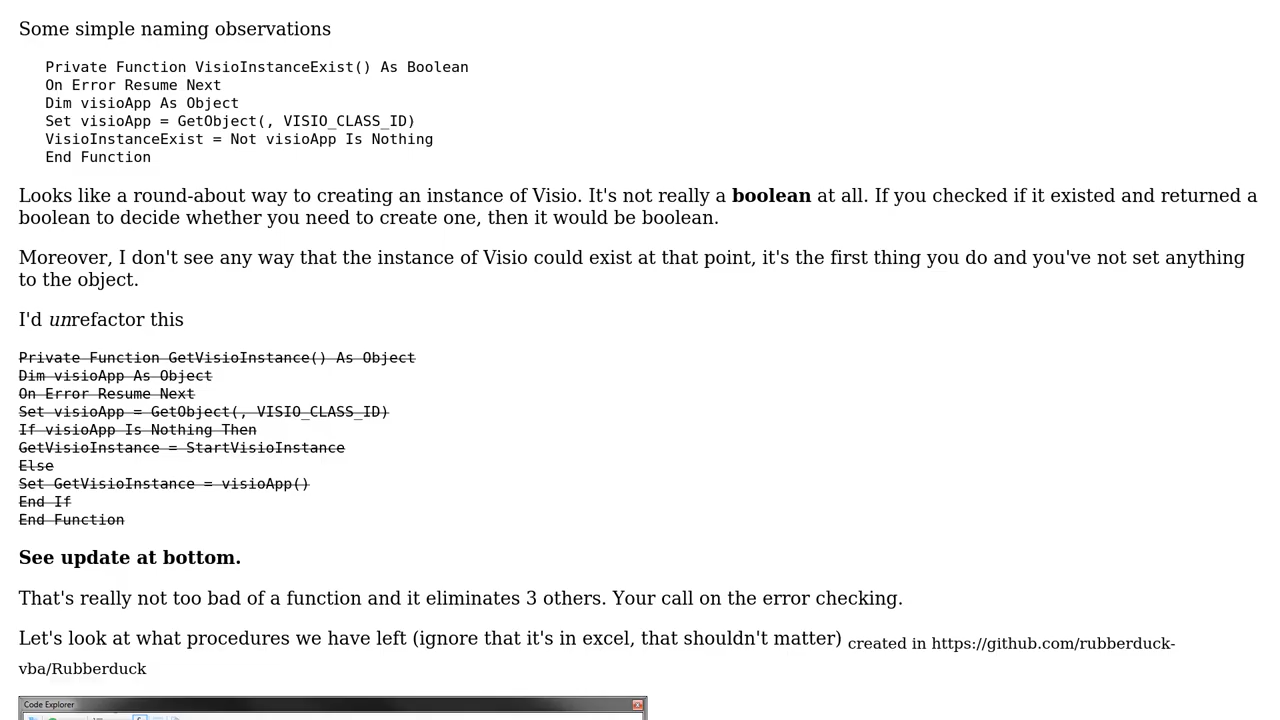 Some simple naming observations
Private Function VisioInstanceExist() As Boolean
On Error Resume Next
Dim visioApp As Object
Set visioApp = GetObject(, VISIO_CLASS_ID)
VisioInstanceExist = Not visioApp Is Nothing
End Function
Looks like a round-about way to creating an instance of Visio. It's not really a boolean at all. If you checked if it existed and returned a
boolean to decide whether you need to create one, then it would be boolean.
Moreover, I don't see any way that the instance of Visio could exist at that point, it's the first thing you do and you've not set anything
to the object.
I'd unrefactor this
Private Function GetVisioInstance() As Object
Dim visioApp As Object
On Error Resume Next
Set visioApp = GetObject(, VISIO_CLASS_ID)
If visioApp Is Nothing Then
GetVisioInstance = StartVisioInstance
Else
Set GetVisioInstance = visioApp()
End If
End Function
See update at bottom.
That's really not too bad of a function and it eliminates 3 others. Your call on the error checking.
Let's look at what procedures we have left (ignore that it's in excel, that shouldn't matter) created in https://github.com/rubberduck-
vba/Rubberduck
Code Explorer